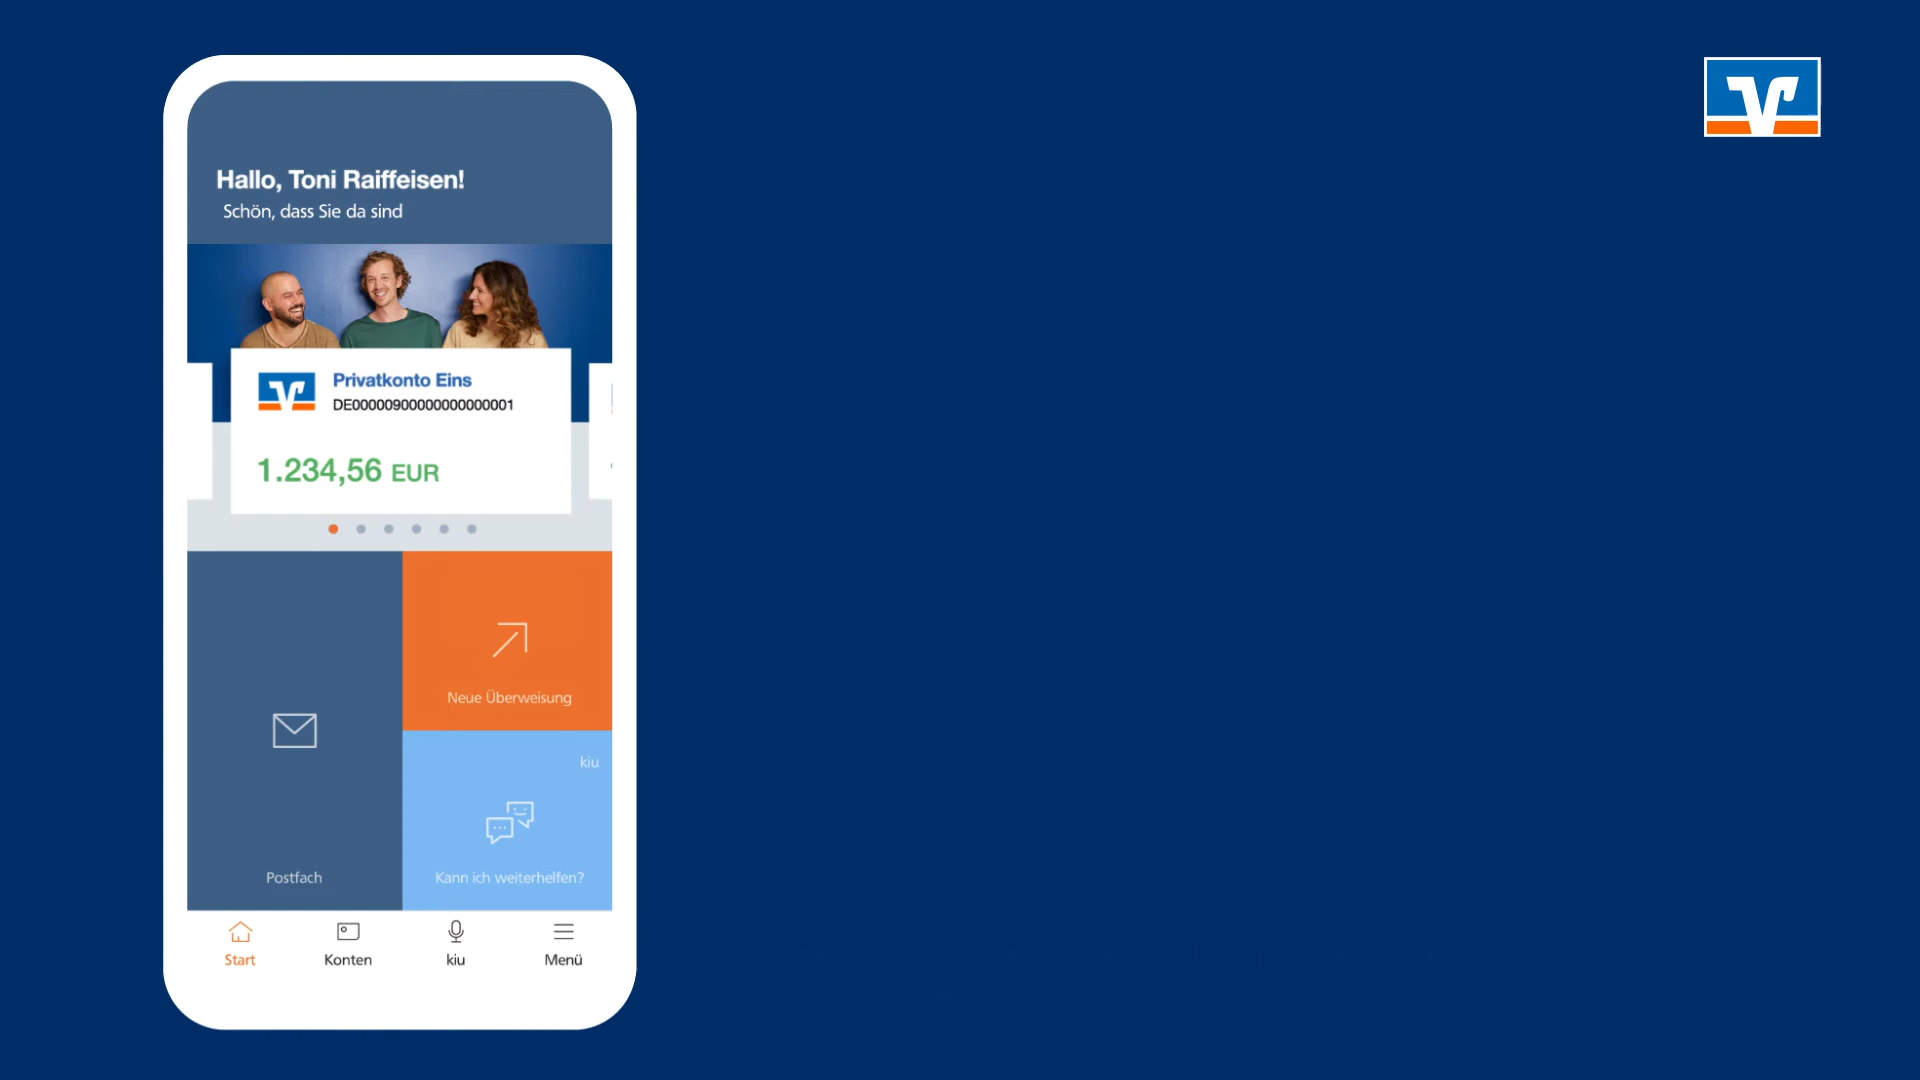 Hallo, Toni Raiffeisen!
Schön, dass Sie da sind
Privatkonto Eins
DE00000900000000000001
1.234,56 EUR
Neue Überweisung
kiu
Postfach
Kann ich weiterhelfen?
Start
Konten
kiu
Menü